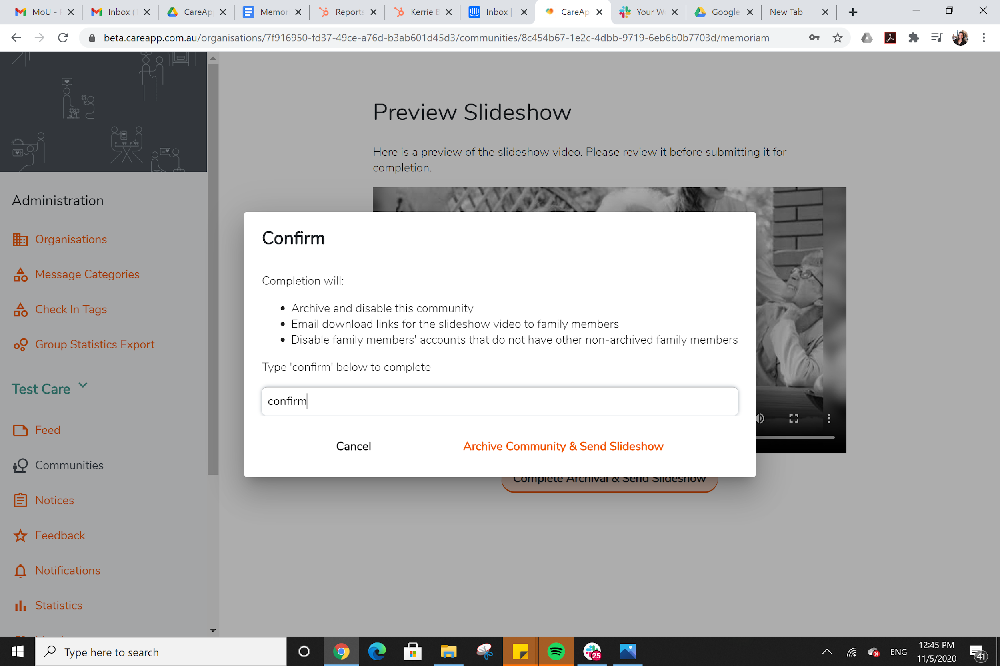 MoU -
Inbox (1
CareAp
Memor
Reports
Kerrie B
Inbox |
CareAp
Your W
Google
New Tab
beta.careapp.com.au/organisations/7f916950-fd37-49ce-a76d-b3ab601d45d3/communities/8c454b67-1e2c-4dbb-9719-6eb6b0b7703d/memoriam
Administration
Organisations
Message Categories
Check In Tags
Group Statistics Export
Test Care
Feed
Communities
Notices
Feedback
Notifications
Statistics
Preview Slideshow
Here is a preview of the slideshow video. Please review it before submitting it for
completion.
Confirm
Completion will:
• Archive and disable this community
• Email download links for the slideshow video to family members
• Disable family members' accounts that do not have other non-archived family members
Type 'confirm' below to complete
confirm
Cancel
Archive Community & Send Slideshow
Complete Archival & Send Slideshow
Type here to search
25
ENG
12:45 PM
11/5/2020
41